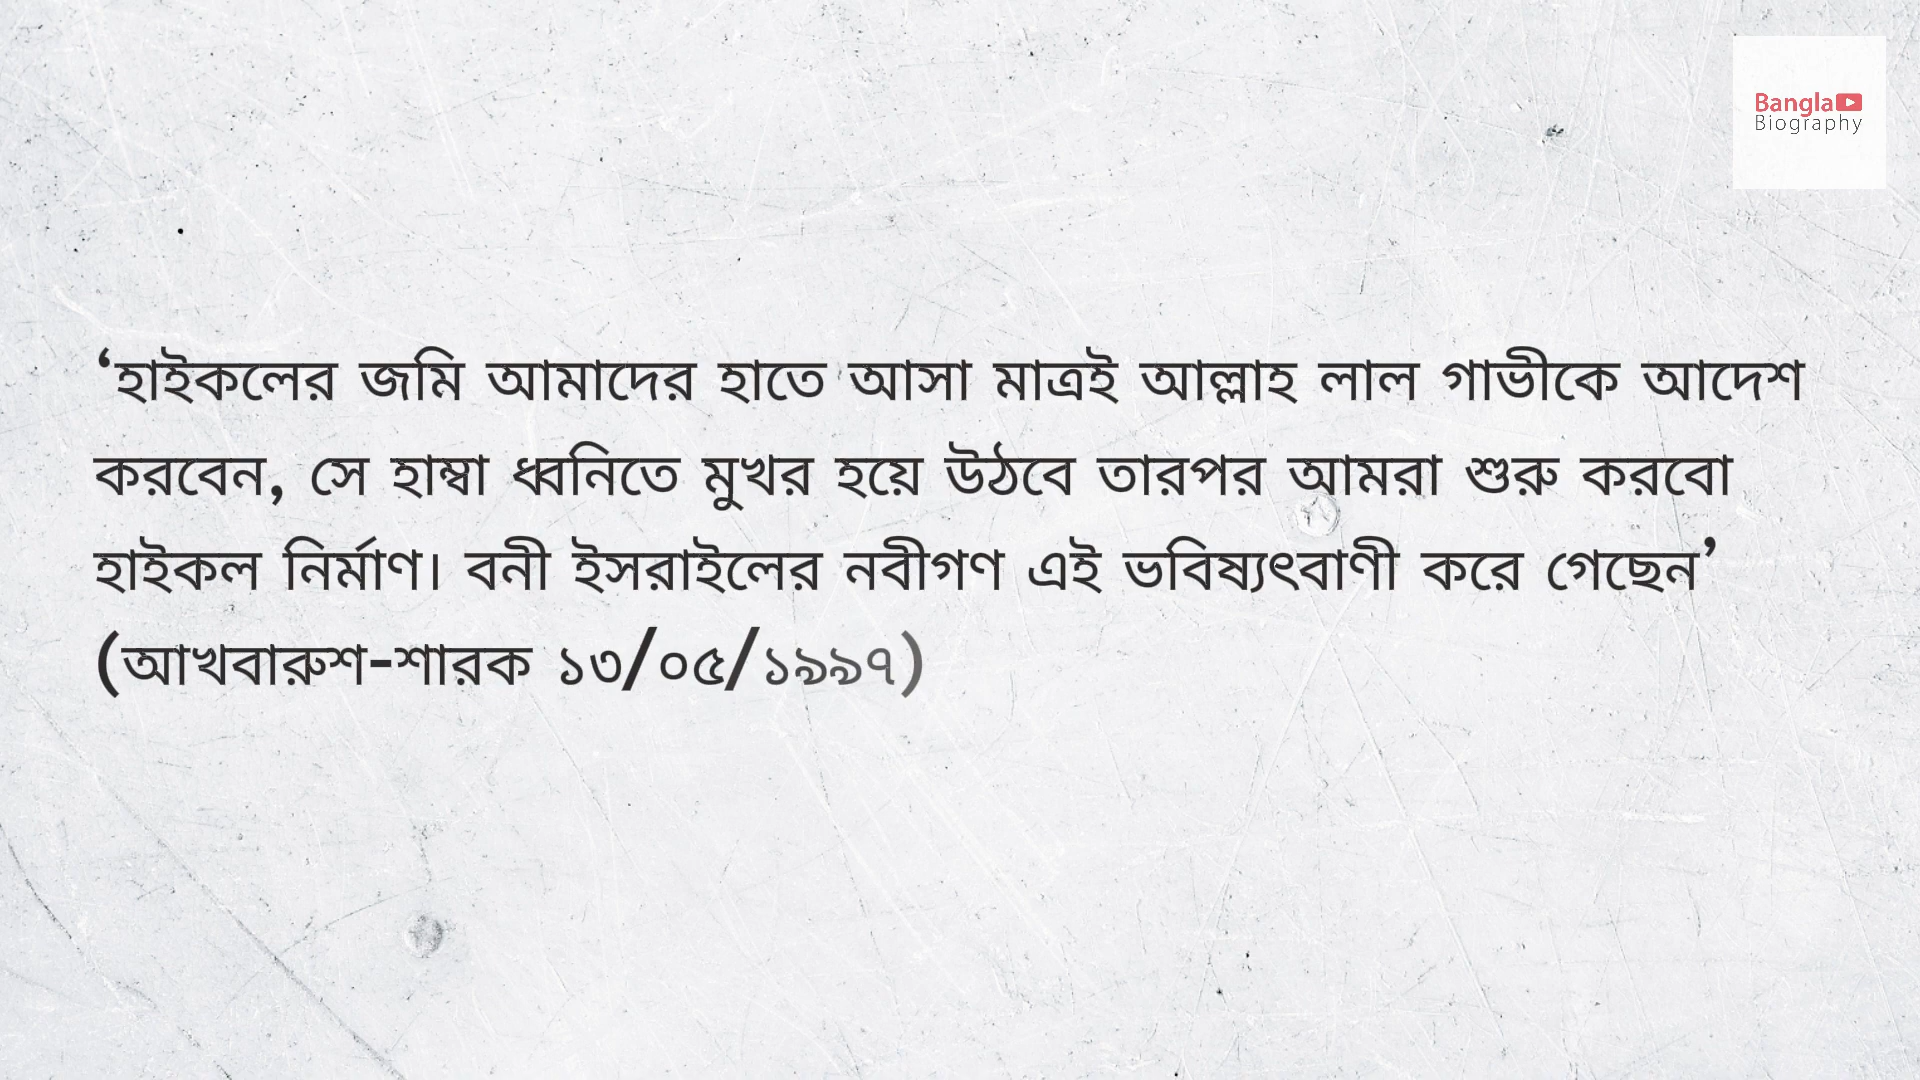 Bangla
Biography
‘হাইকলের জমি আমাদের হাতে আসা মাত্রই আল্লাহ লাল গাভীকে আদেশ
করবেন, সে হাম্বা ধ্বনিতে মুখর হয়ে উঠবে তারপর আমরা শুরু করবো
হাইকল নির্মাণ। বনী ইসরাইলের নবীগণ এই ভবিষ্যৎবাণী করে গেছেন’
(আখবারুশ-শারক ১৩/০৫/১৯৯৭)